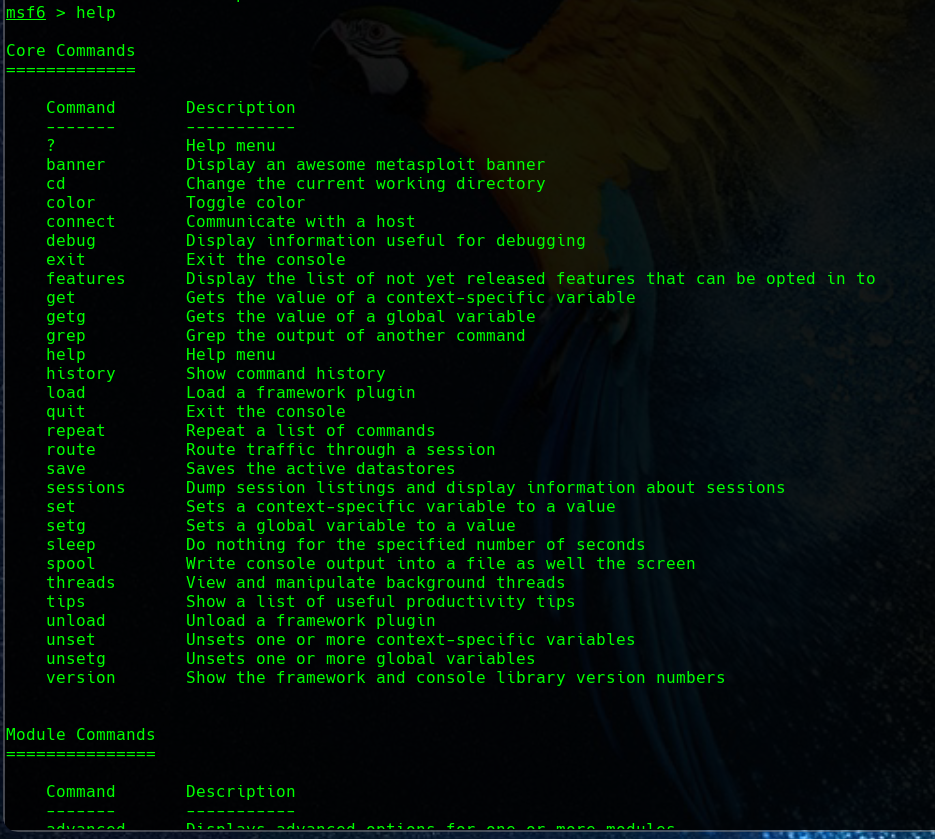 msf6 > help
Core Commands
=============
Command       Description
-------       -----------
?             Help menu
banner        Display an awesome metasploit banner
cd            Change the current working directory
color         Toggle color
connect       Communicate with a host
debug         Display information useful for debugging
exit          Exit the console
features      Display the list of not yet released features that can be opted in to
get           Gets the value of a context-specific variable
getg          Gets the value of a global variable
grep          Grep the output of another command
help          Help menu
history       Show command history
load          Load a framework plugin
quit          Exit the console
repeat        Repeat a list of commands
route         Route traffic through a session
save          Saves the active datastores
sessions      Dump session listings and display information about sessions
set           Sets a context-specific variable to a value
setg          Sets a global variable to a value
sleep         Do nothing for the specified number of seconds
spool         Write console output into a file as well the screen
threads       View and manipulate background threads
tips          Show a list of useful productivity tips
unload        Unload a framework plugin
unset         Unsets one or more context-specific variables
unsetg        Unsets one or more global variables
version       Show the framework and console library version numbers
Module Commands
===============
Command       Description
-------       -----------
advanced      Displays advanced options for one or more modules